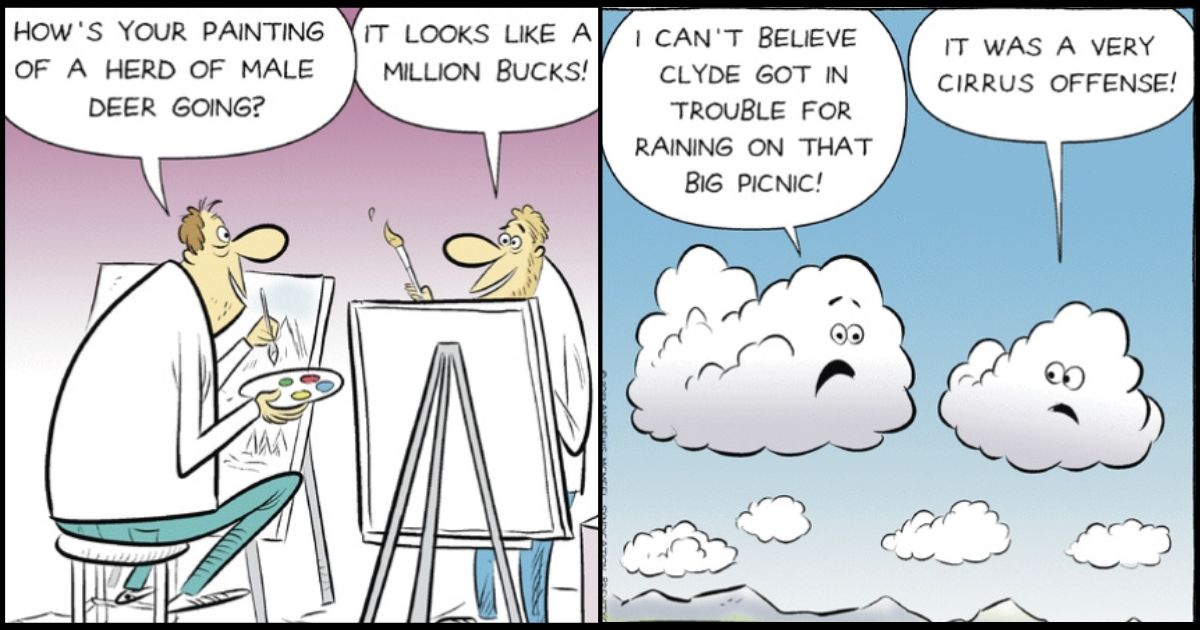 HOW'S YOUR PAINTING
OF A HERD OF MALE
DEER GOING?
IT LOOKS LIKE A
MILLION BUCKS!
I CAN'T BELIEVE
CLYDE GOT IN
TROUBLE FOR
RAINING ON THAT
BIG PICNIC!
IT WAS A VERY
CIRRUS OFFENSE!